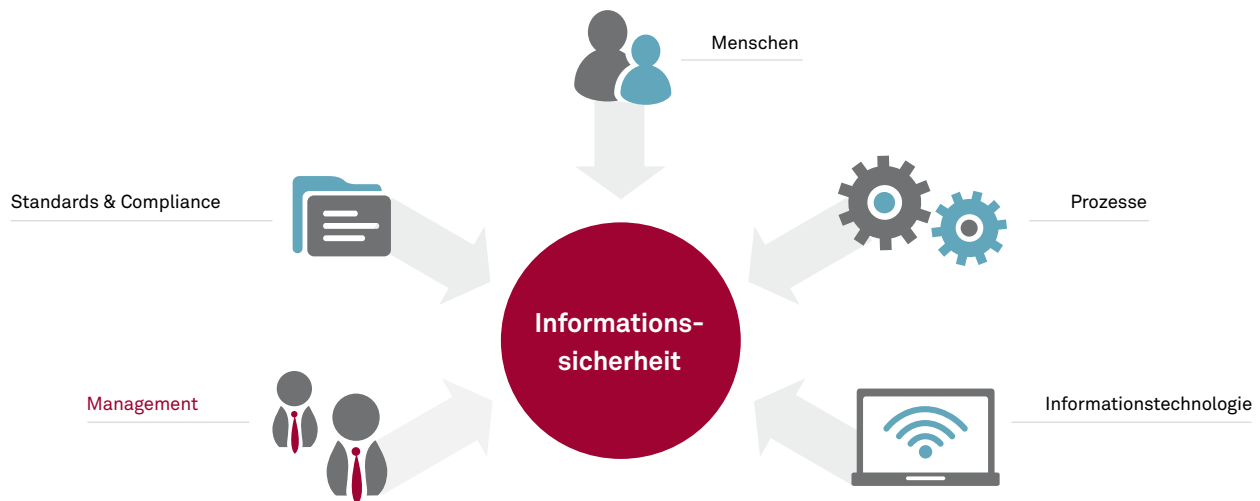 Menschen
Standards & Compliance
Prozesse
Informations-
sicherheit
Management
Informationstechnologie